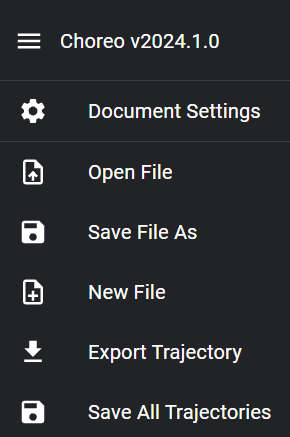 Choreo v2024.1.0
Document Settings
Open File
Save File As
New File
Export Trajectory
Save All Trajectories